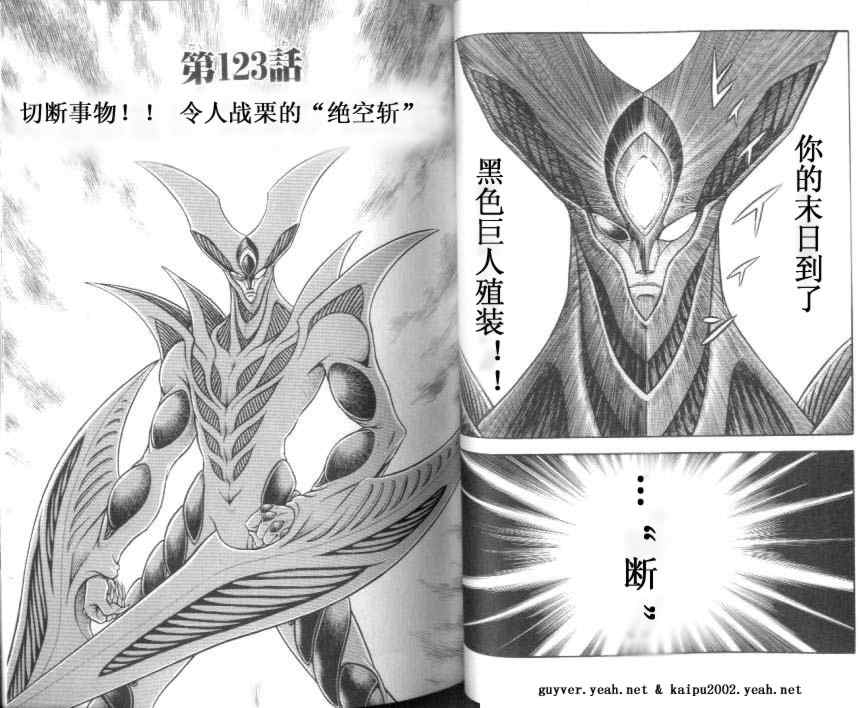 第123話
切断事物！！ 令人战栗的“绝空斩”
你的末日到了
黑色巨人殖装！！
…“断“
guyver.yeah.net & kaipu2002.yeah.net